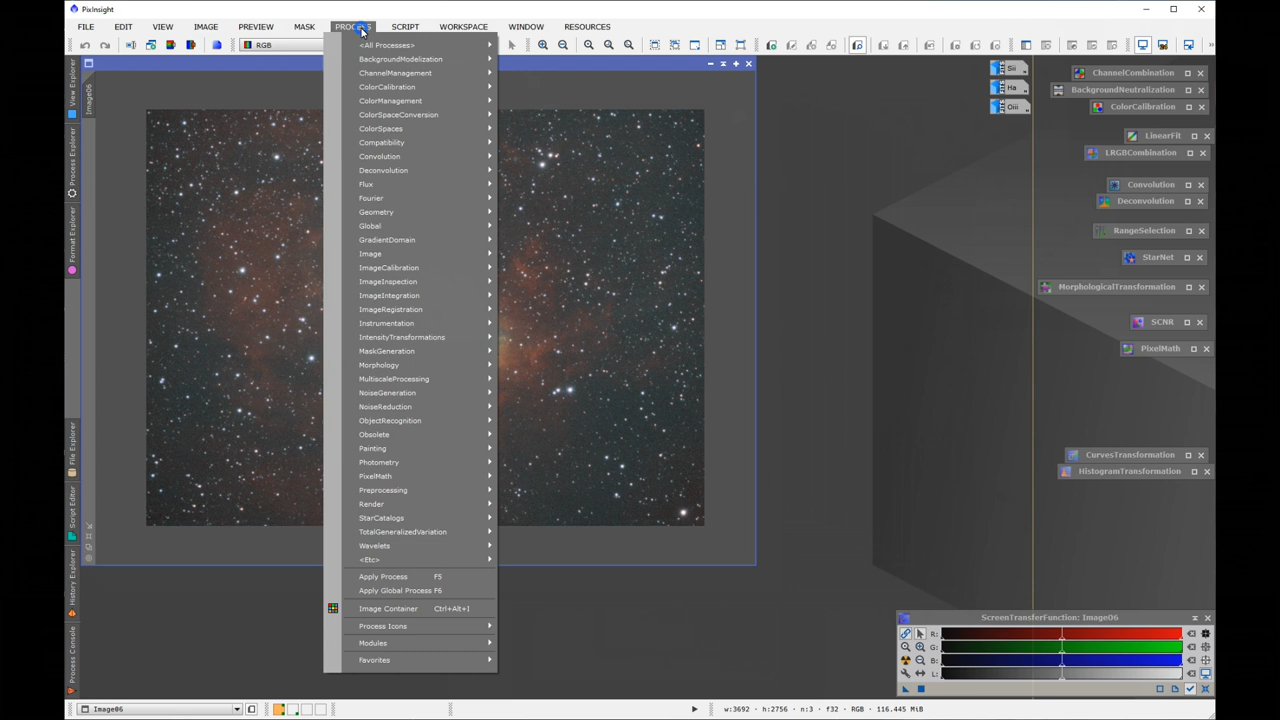 PixInsight
FILE EDIT VIEW IMAGE PREVIEW MASK PROCESS SCRIPT WORKSPACE WINDOW RESOURCES
RGB
<All Processes>
BackgroundModelization
ChannelManagement
ColorCalibration
ColorManagement
ColorSpaceConversion
ColorSpaces
Compatibility
Convolution
Deconvolution
Flux
Fourier
Geometry
Global
GradientDomain
Image
ImageCalibration
ImageInspection
ImageIntegration
ImageRegistration
Instrumentation
IntensityTransformations
MaskGeneration
Morphology
MultiscaleProcessing
NoiseGeneration
NoiseReduction
ObjectRecognition
Obsolete
Painting
Photometry
PixelMath
Preprocessing
Render
StarCatalogs
TotalGeneralizedVariation
Wavelets
<Etc>
Apply Process F5
Apply Global Process F6
Image Container Ctrl+Alt+I
Process Icons
Modules
Favorites
View Explorer
Process Explorer
Format Explorer
File Explorer
Script Editor
History Explorer
Process Console
Image06
Sii
Ha
Oiii
ChannelCombination
BackgroundNeutralization
ColorCalibration
LinearFit
LRGBCombination
Convolution
Deconvolution
RangeSelection
StarNet
MorphologicalTransformation
SCNR
PixelMath
CurvesTransformation
HistogramTransformation
ScreenTransferFunction: Image06
R:
G:
B:
L:
Image06
w:3692 · h:2756 · n:3 · f32 · RGB · 116.445 MiB